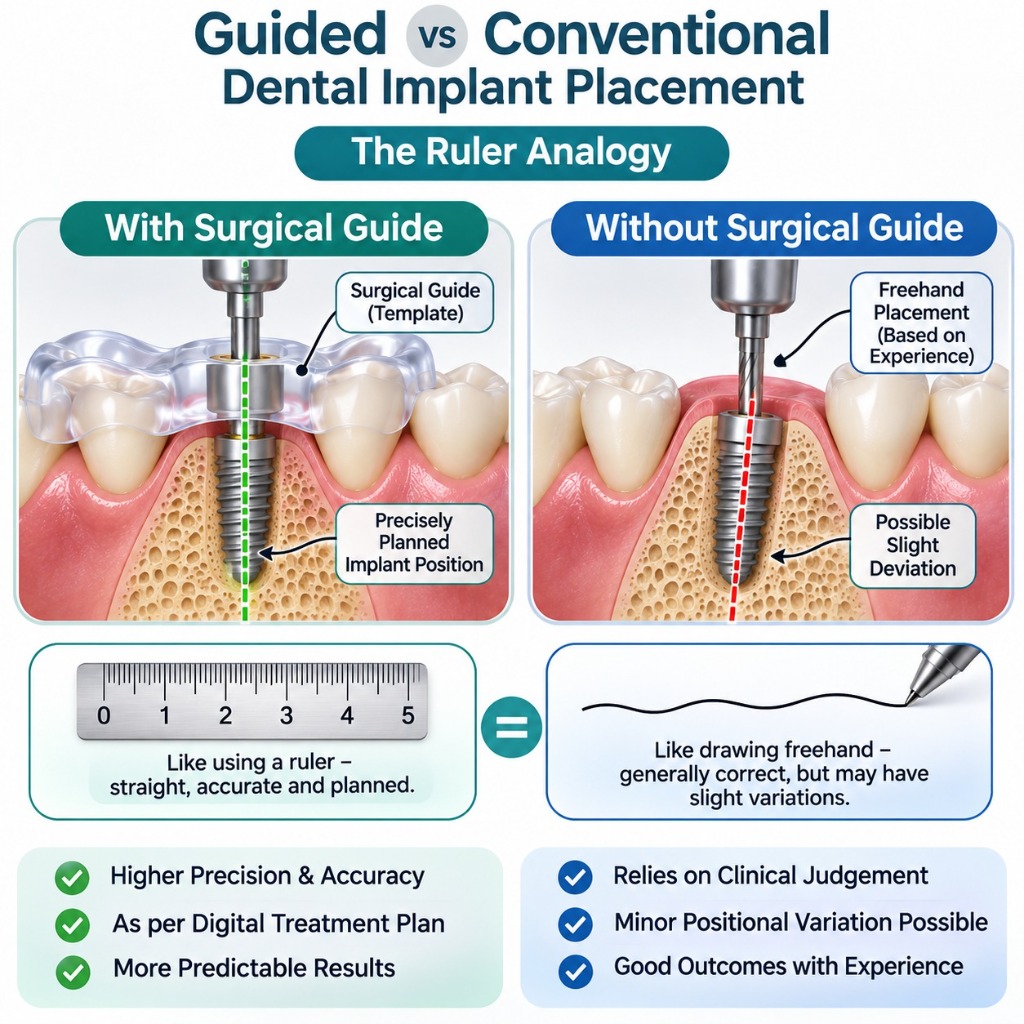 Guided vs Conventional
Dental Implant Placement
The Ruler Analogy
With Surgical Guide
Surgical Guide
(Template)
Precisely
Planned
Implant Position
Without Surgical Guide
Freehand
Placement
(Based on
Experience)
Possible
Slight
Deviation
0 1 2 3 4 5
Like using a ruler –
straight, accurate and planned.
=
Like drawing freehand –
generally correct, but may have
slight variations.
Higher Precision & Accuracy
As per Digital Treatment Plan
More Predictable Results
Relies on Clinical Judgement
Minor Positional Variation Possible
Good Outcomes with Experience